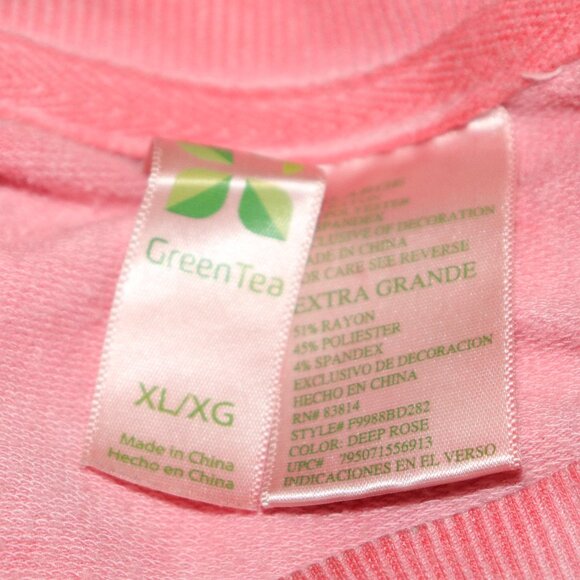 GreenTea
XL/XG
Made in China
Hecho en China
SPANDEX
OF DECORATION
MADE IN CHINA
FOR CARE SEE REVERSE
EXTRA GRANDE
51% RAYON
45% POLIESTER
4% SPANDEX
EXCLUSIVO DE DECORACION
HECHO EN CHINA
RN# 83814
STYLE# F9988BD282
COLOR: DEEP ROSE
UPC# 295071556913
INDICACIONES EN EL VERSO